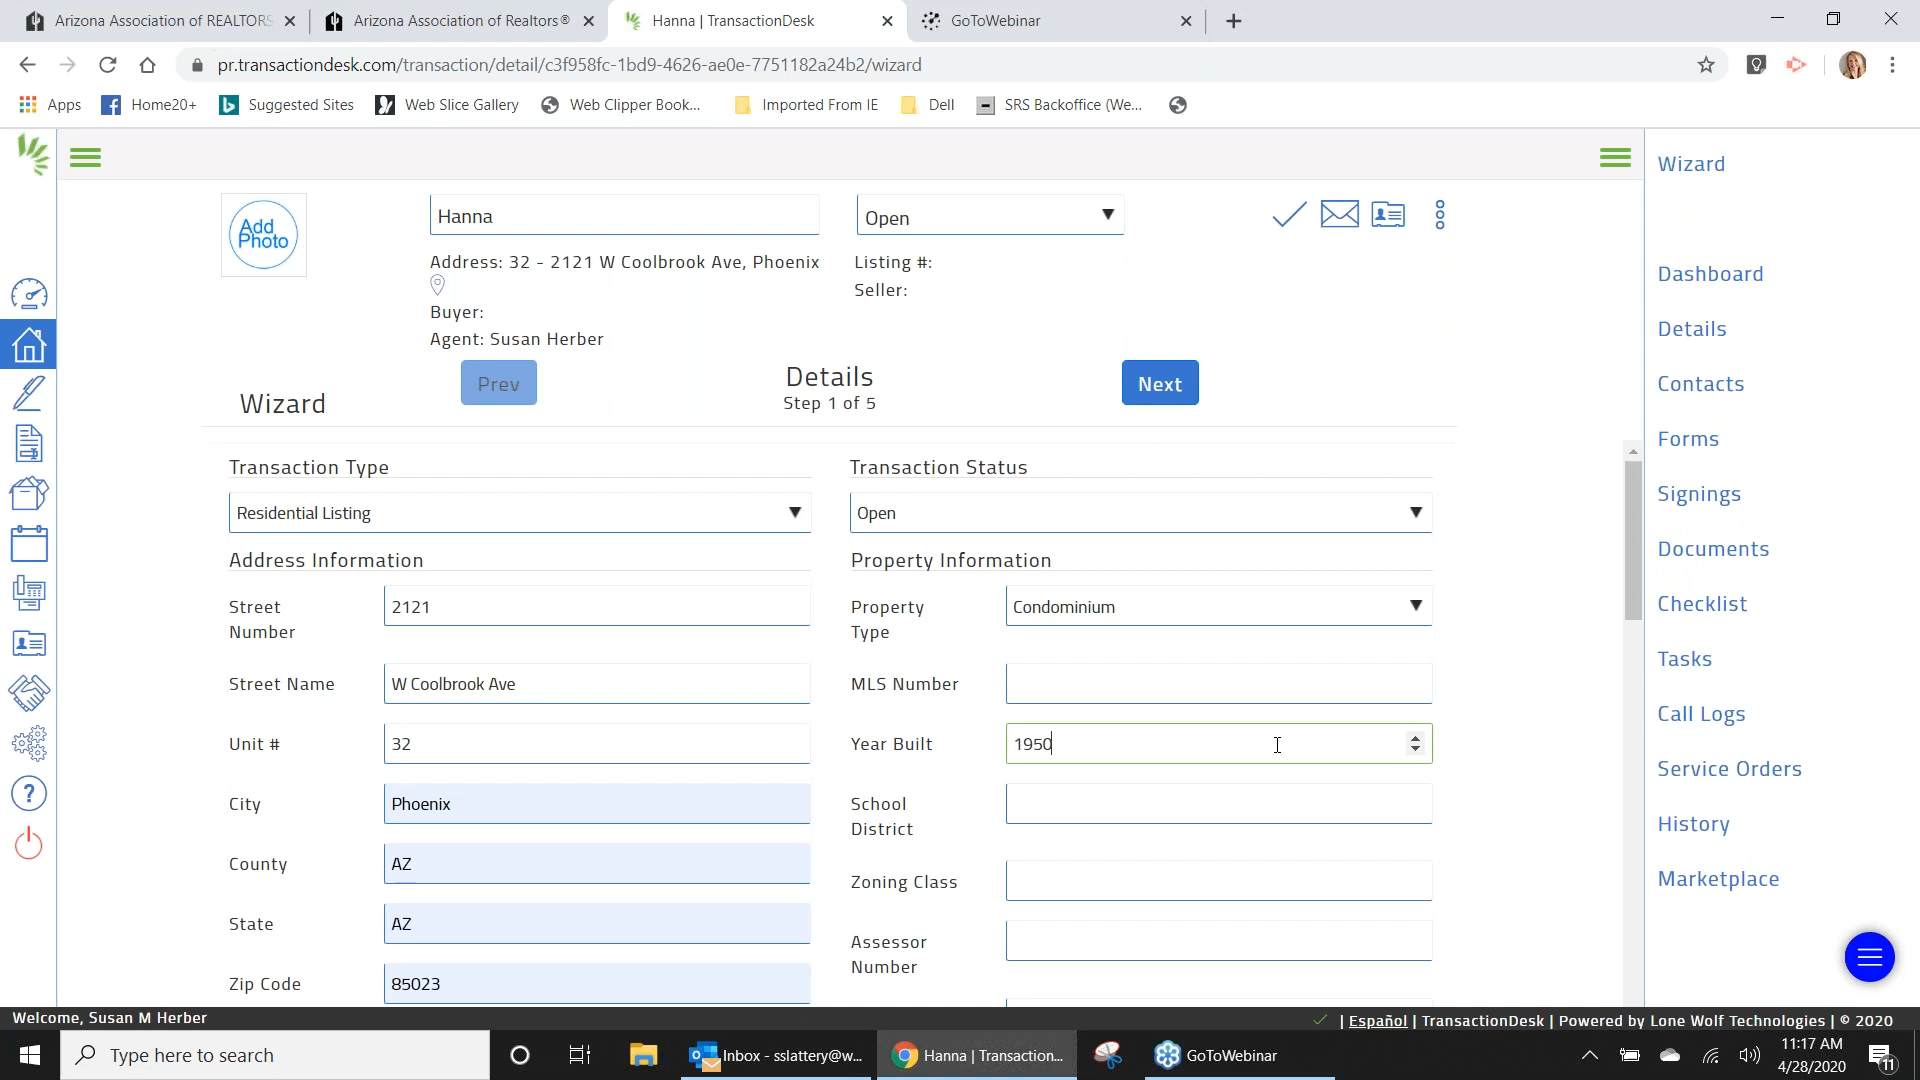 Arizona Association of REALTORS
Arizona Association of Realtors®
Hanna | TransactionDesk
GoToWebinar
pr.transactiondesk.com/transaction/detail/c3f958fc-1bd9-4626-ae0e-7751182a24b2/wizard
Apps
Home20+
Suggested Sites
Web Slice Gallery
Web Clipper Book...
Imported From IE
Dell
SRS Backoffice (We...
Add Photo
Hanna
Open
Address: 32 - 2121 W Coolbrook Ave, Phoenix
Listing #:
Seller:
Buyer:
Agent: Susan Herber
Wizard
Prev
Details
Step 1 of 5
Next
Transaction Type
Transaction Status
Residential Listing
Open
Address Information
Property Information
Street Number
2121
Property Type
Condominium
Street Name
W Coolbrook Ave
MLS Number
Unit #
32
Year Built
1950
City
Phoenix
School District
County
AZ
Zoning Class
State
AZ
Assessor Number
Zip Code
85023
Wizard
Dashboard
Details
Contacts
Forms
Signings
Documents
Checklist
Tasks
Call Logs
Service Orders
History
Marketplace
Welcome, Susan M Herber
| Español | TransactionDesk | Powered by Lone Wolf Technologies | © 2020
Type here to search
Inbox - sslattery@w...
Hanna | Transaction...
GoToWebinar
11:17 AM
4/28/2020
11